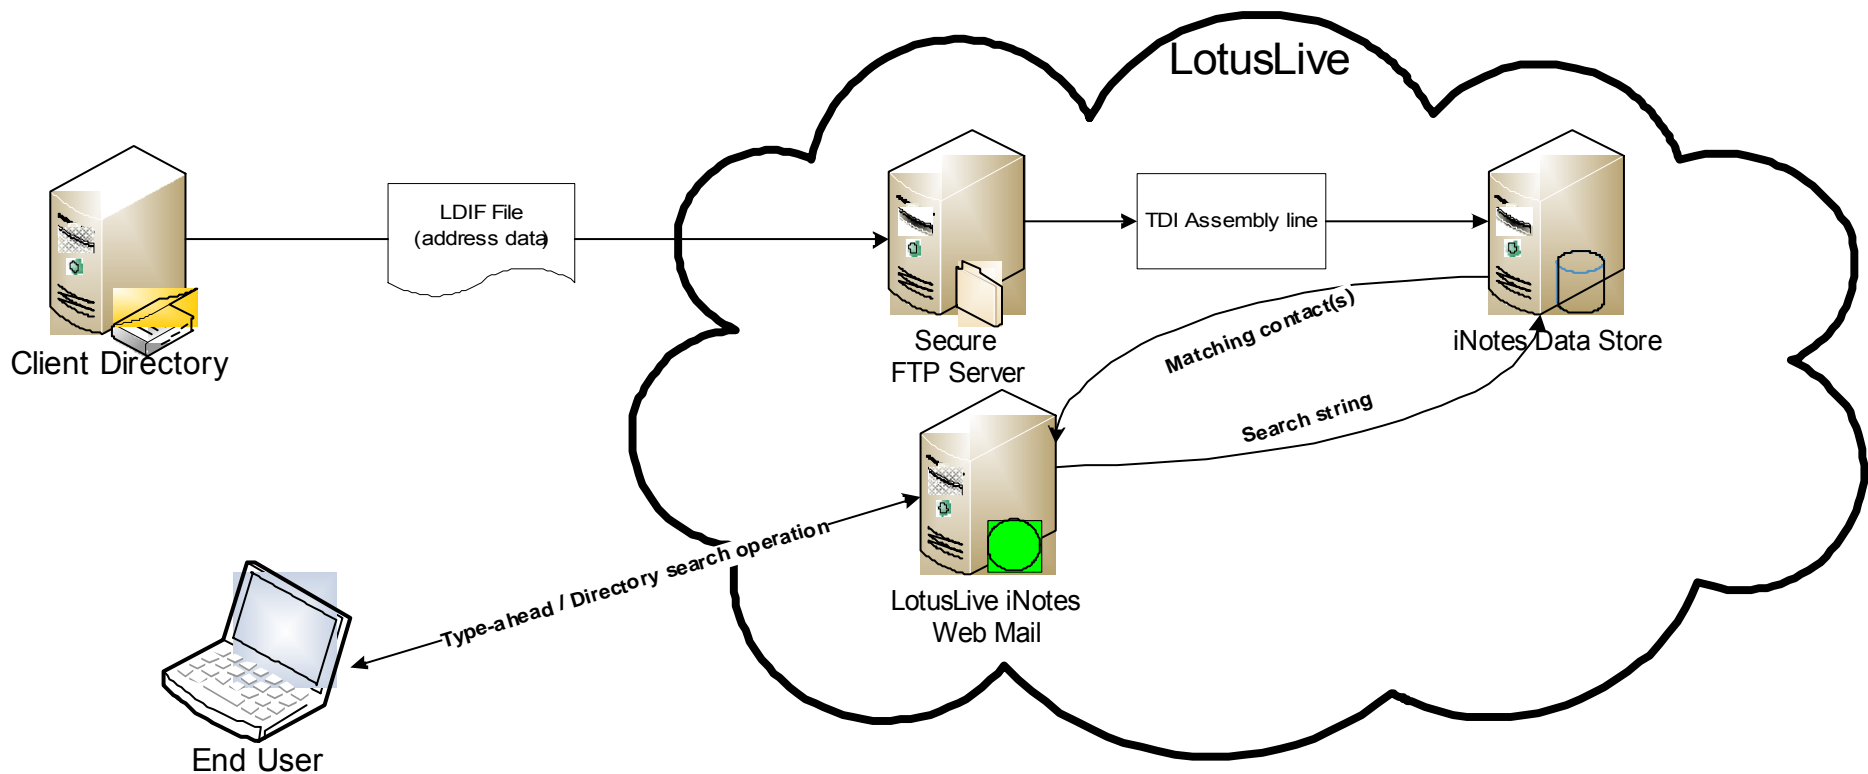 LotusLive
LDIF File
(address data)
TDI Assembly line
Client Directory
Secure
FTP Server
iNotes Data Store
Matching contact(s)
Search string
Type-ahead / Directory search operation
LotusLive iNotes
Web Mail
End User